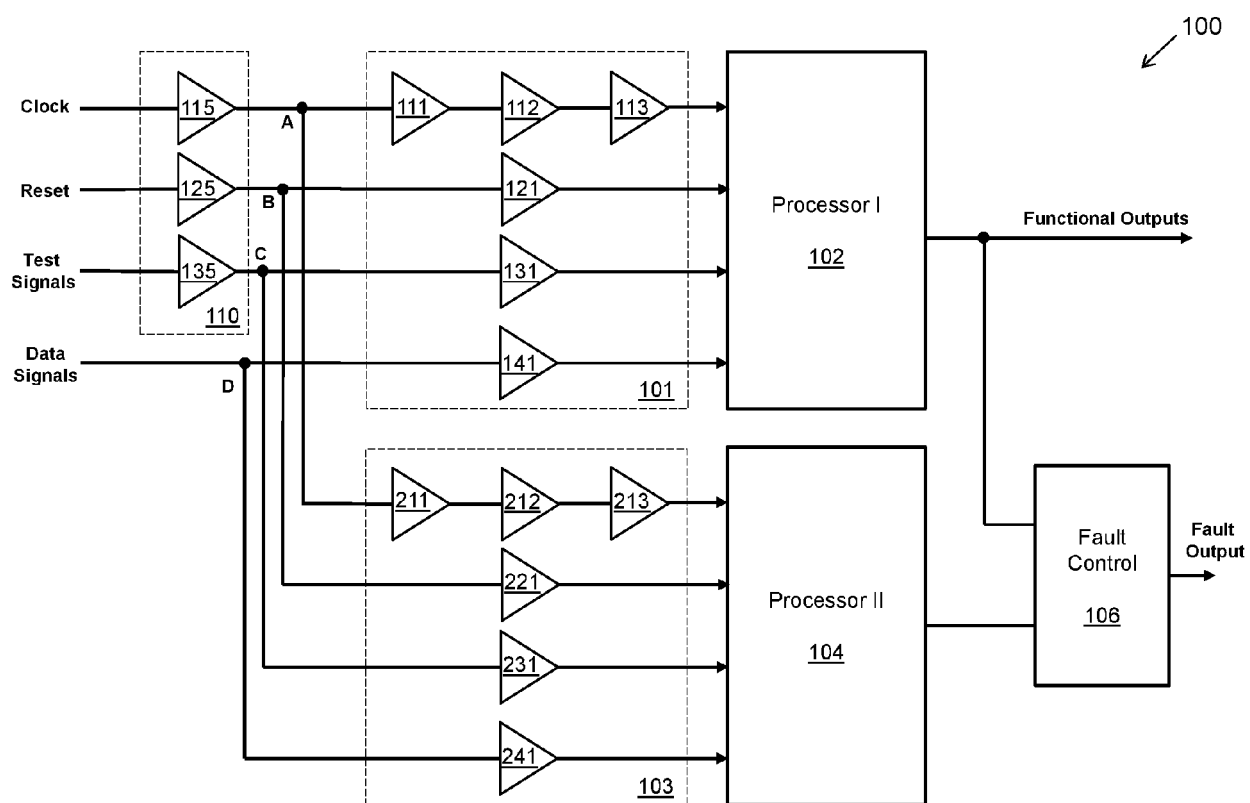 100
Clock
115
A
111
112
113
Reset
125
B
121
Processor I
102
Functional Outputs
Test
Signals
135
C
131
110
Data
Signals
D
141
101
211
212
213
221
Processor II
104
231
241
103
Fault
Control
106
Fault
Output